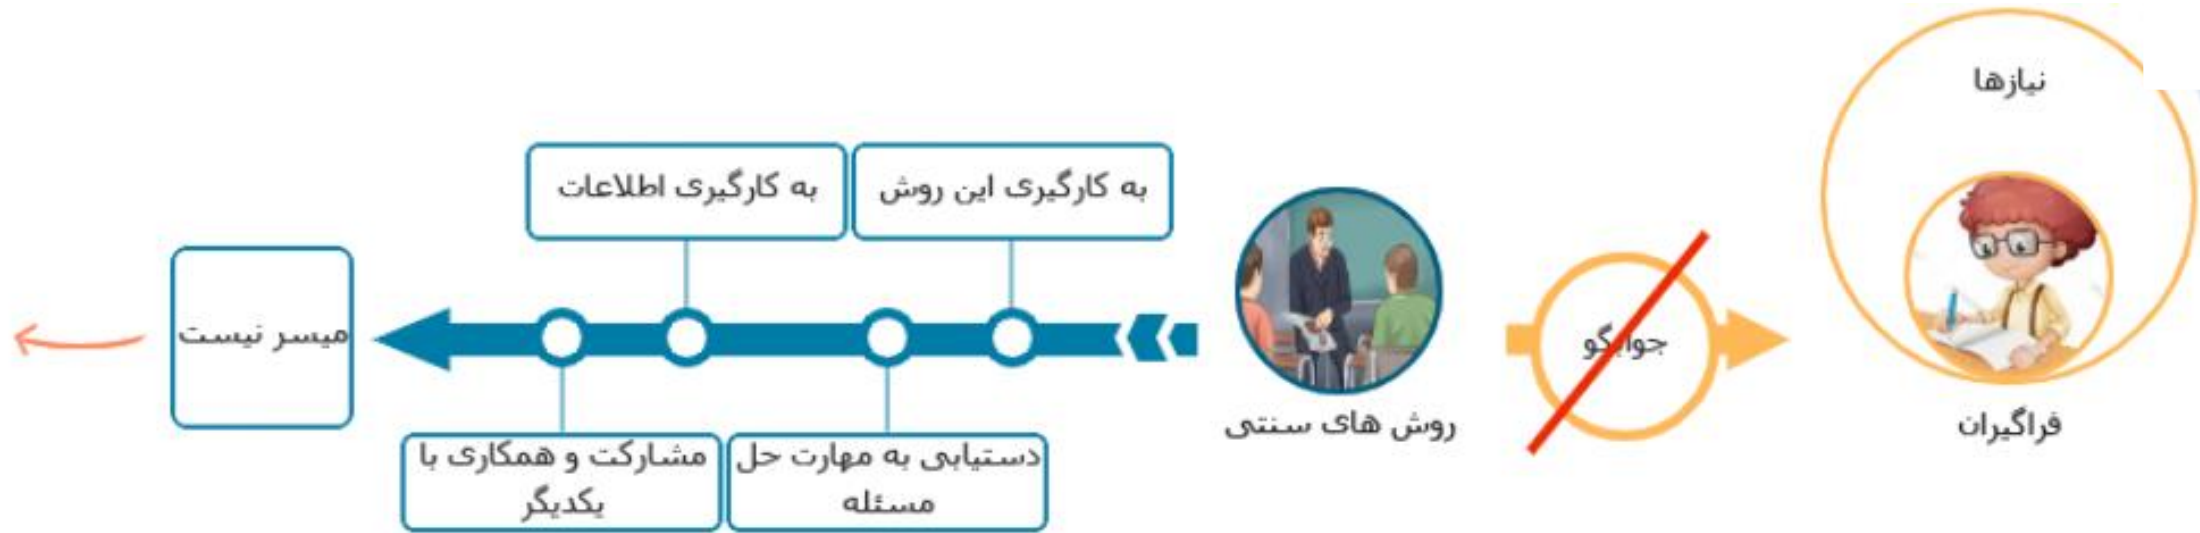 نیازها
فراگیران
جوابگو
روش های سنتی
به کارگیری این روش
دستیابی به مهارت حل
مسئله
به کارگیری اطلاعات
مشارکت و همکاری با
یکدیگر
میسر نیست